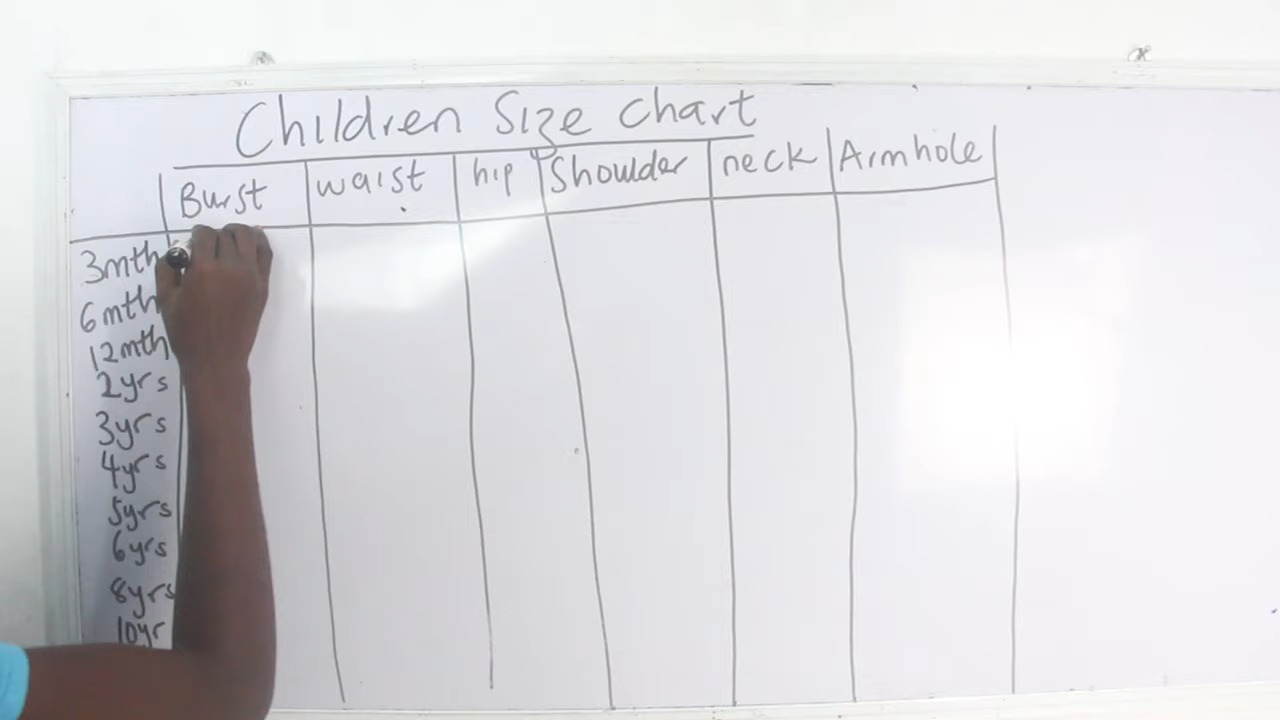 Children Size chart
Burst waist hip Shoulder neck Armhole
3mth
6mth
12mth
2yrs
3yrs
4yrs
5yrs
6yrs
8yrs
10yr